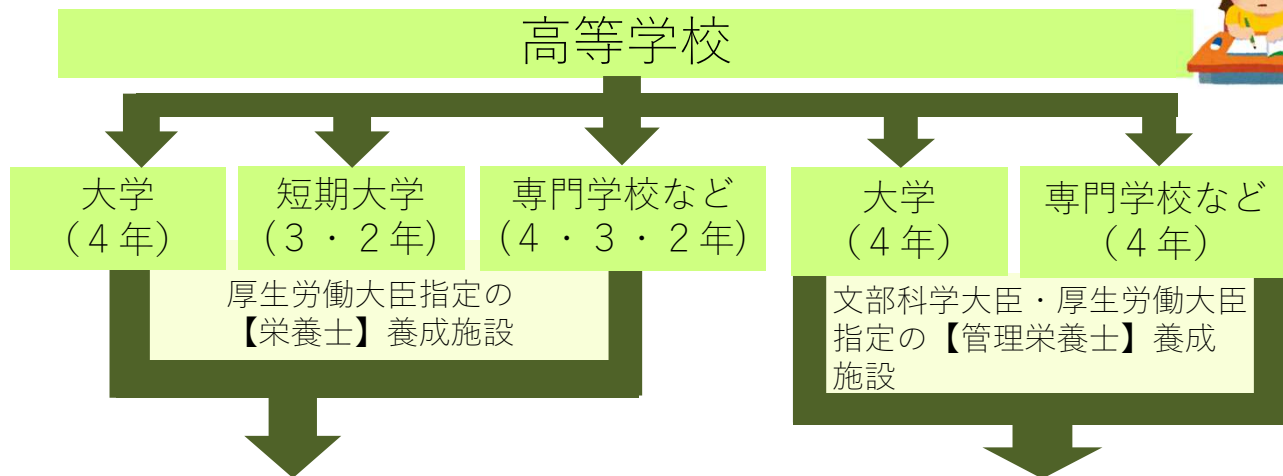 高等学校
大学
（４年）
短期大学
（３・２年）
専門学校など
（４・３・２年）
厚生労働大臣指定の
【栄養士】養成施設
大学
（４年）
専門学校など
（４年）
文部科学大臣・厚生労働大臣
指定の【管理栄養士】養成
施設